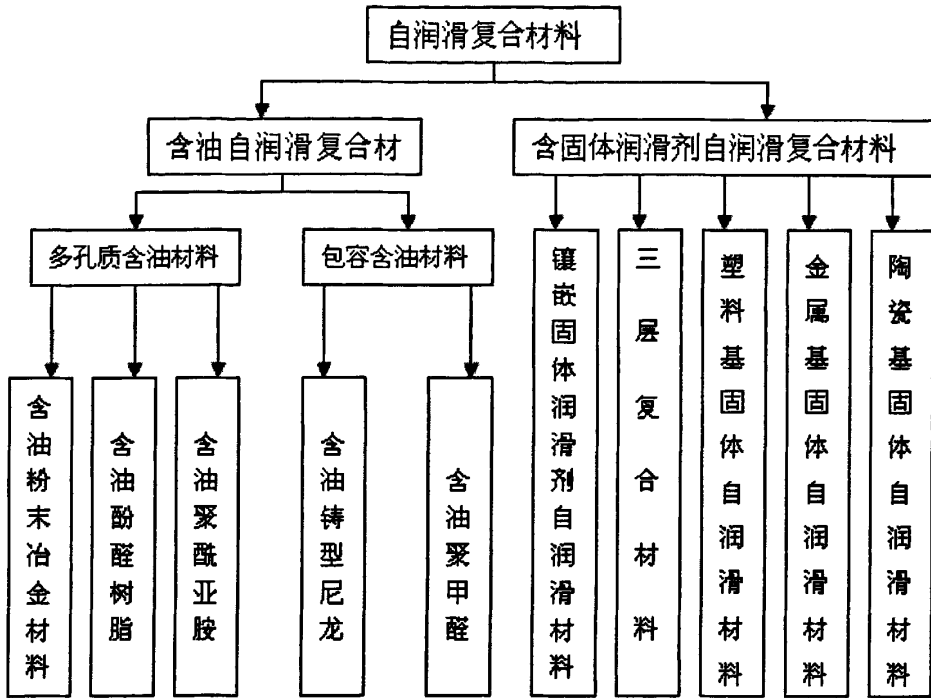 自润滑复合材料
含油自润滑复合材
含固体润滑剂自润滑复合材料
多孔质含油材料
包容含油材料
含油粉末冶金材料
含油酚醛树脂
含油聚酰亚胺
含油铸型尼龙
含油聚甲醛
镶嵌固体润滑剂自润滑材料
三层复合材料
塑料基固体自润滑材料
金属基固体自润滑材料
陶瓷基固体自润滑材料